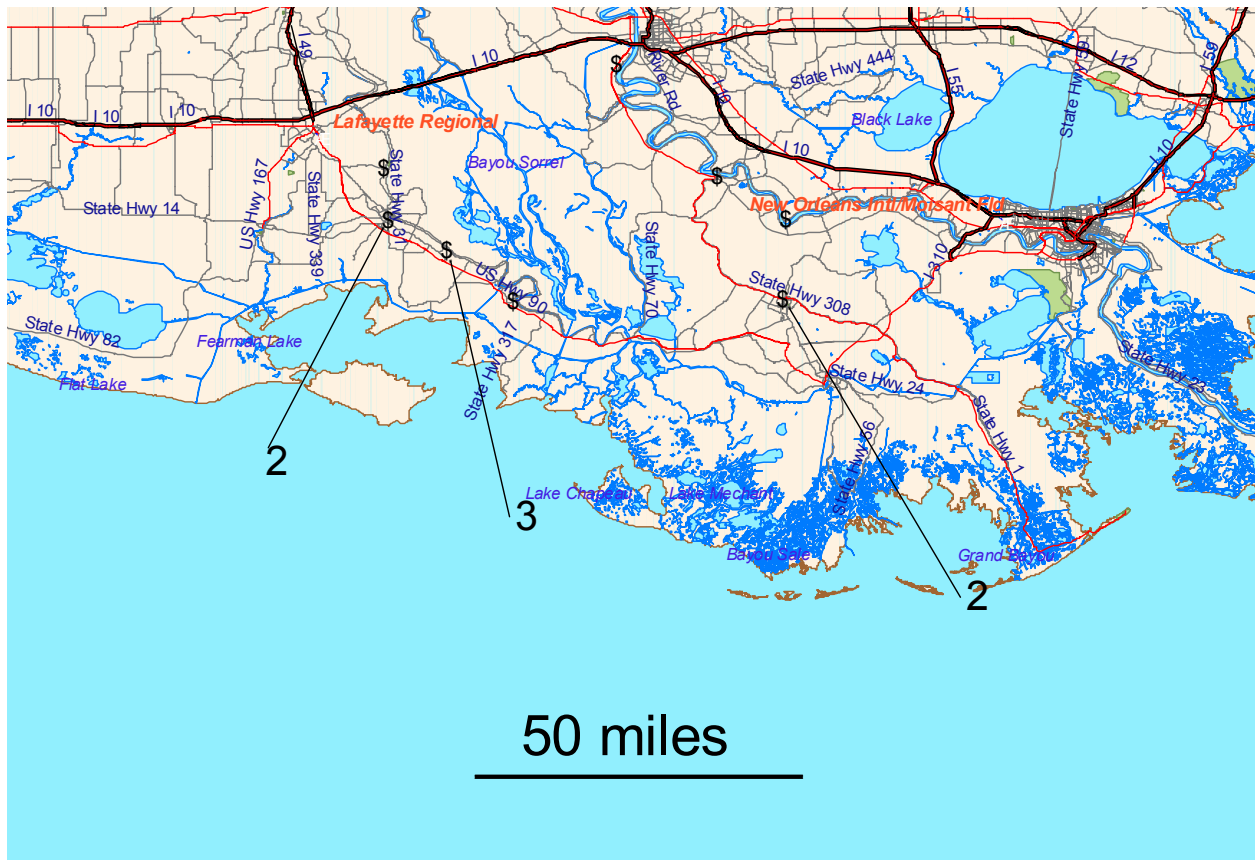 I 49
I 10
I 10
I 10
I 10
Lafayette Regional
$
River Rd
I 10
State Hwy 444
I 55
State Hwy 59
I 12
I 59
Black Lake
I 10
I 10
Bayou Sorrel
$
State Hwy 31
US Hwy 167
State Hwy 339
State Hwy 14
$
$
$
New Orleans Intl/Moisant Fld
$
$
US Hwy 90
State Hwy 70
$
State Hwy 308
I 310
State Hwy 82
Fearman Lake
Flat Lake
State Hwy 317
State Hwy 24
State Hwy 23
State Hwy 1
State Hwy 56
2
3
Lake Chapeau
Lake Mechant
Bayou Sale
Grand Bayou
2
50 miles